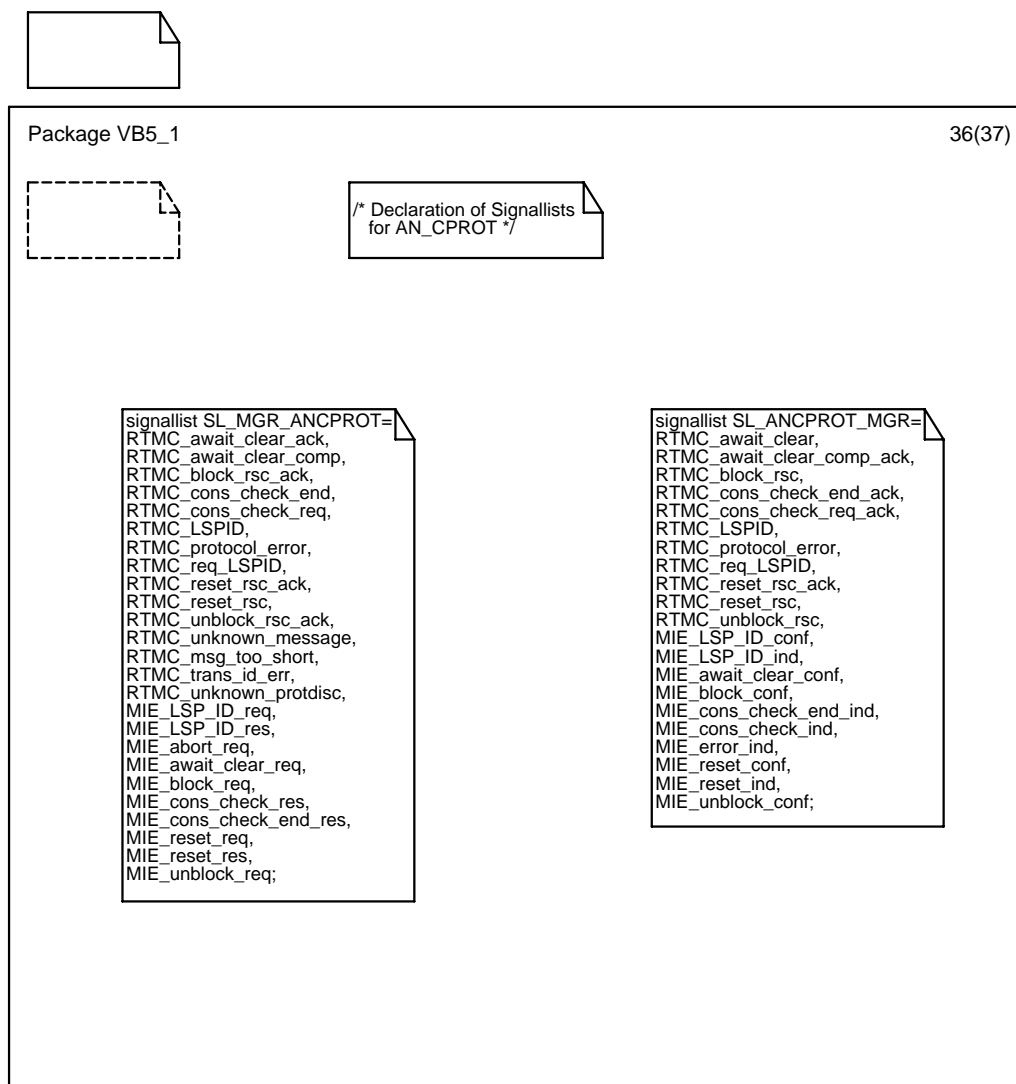 Package VB5_1 36(37)
/* Declaration of Signallists
for AN_CPROT */
signallist SL_MGR_ANCPROT=
RTMC_await_clear_ack,
RTMC_await_clear_comp,
RTMC_block_rsc_ack,
RTMC_cons_check_end,
RTMC_cons_check_req,
RTMC_LSPID,
RTMC_protocol_error,
RTMC_req_LSPID,
RTMC_reset_rsc_ack,
RTMC_reset_rsc,
RTMC_unblock_rsc_ack,
RTMC_unknown_message,
RTMC_msg_too_short,
RTMC_trans_id_err,
RTMC_unknown_protdisc,
MIE_LSP_ID_req,
MIE_LSP_ID_res,
MIE_abort_req,
MIE_await_clear_req,
MIE_block_req,
MIE_cons_check_res,
MIE_cons_check_end_res,
MIE_reset_req,
MIE_reset_res,
MIE_unblock_req;
signallist SL_ANCPROT_MGR=
RTMC_await_clear,
RTMC_await_clear_comp_ack,
RTMC_block_rsc,
RTMC_cons_check_end_ack,
RTMC_cons_check_req_ack,
RTMC_LSPID,
RTMC_protocol_error,
RTMC_req_LSPID,
RTMC_reset_rsc_ack,
RTMC_reset_rsc,
RTMC_unblock_rsc,
MIE_LSP_ID_conf,
MIE_LSP_ID_ind,
MIE_await_clear_conf,
MIE_block_conf,
MIE_cons_check_end_ind,
MIE_cons_check_ind,
MIE_error_ind,
MIE_reset_conf,
MIE_reset_ind,
MIE_unblock_conf;